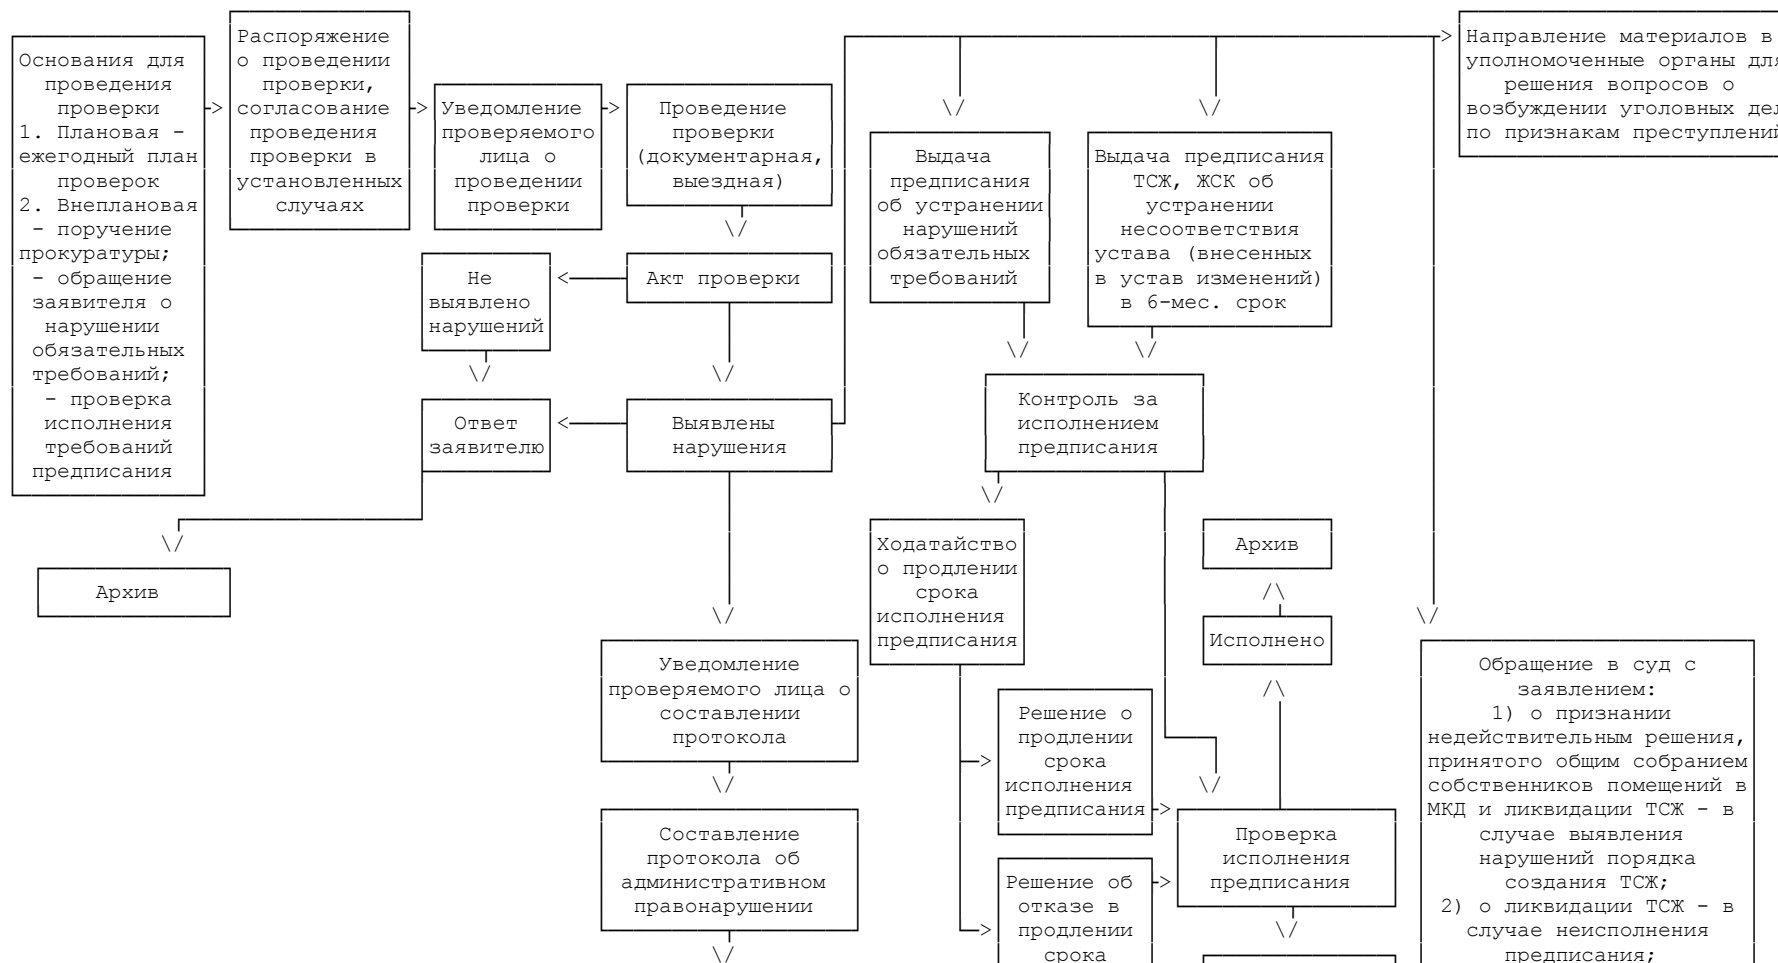 Основания для
проведения
проверки
1. Плановая -
ежегодный план
проверок
2. Внеплановая
- поручение
прокуратуры;
- обращение
заявителя о
нарушении
обязательных
требований;
- проверка
исполнения
требований
предписания
Распоряжение
о проведении
проверки,
согласование
проведения
проверки в
установленных
случаях
Уведомление
проверяемого
лица о
проведении
проверки
Проведение
проверки
(документарная,
выездная)
Акт проверки
Не
выявлено
нарушений
Ответ
заявителю
Выявлены
нарушения
Архив
Выдача
предписания
об устранении
нарушений
обязательных
требований
Выдача предписания
ТСЖ, ЖСК об
устранении
несоответствия
устава (внесенных
в устав изменений)
в 6-мес. срок
Направление материалов в
уполномоченные органы для
решения вопросов о
возбуждении уголовных дел
по признакам преступлений
Контроль за
исполнением
предписания
Ходатайство
о продлении
срока
исполнения
предписания
Архив
Исполнено
Уведомление
проверяемого лица о
составлении
протокола
Составление
протокола об
административном
правонарушении
Решение о
продлении
срока
исполнения
предписания
Решение об
отказе в
продлении
срока
Проверка
исполнения
предписания
Обращение в суд с
заявлением:
1) о признании
недействительным решения,
принятого общим собранием
собственников помещений в
МКД и ликвидации ТСЖ - в
случае выявления
нарушений порядка
создания ТСЖ;
2) о ликвидации ТСЖ - в
случае неисполнения
предписания;